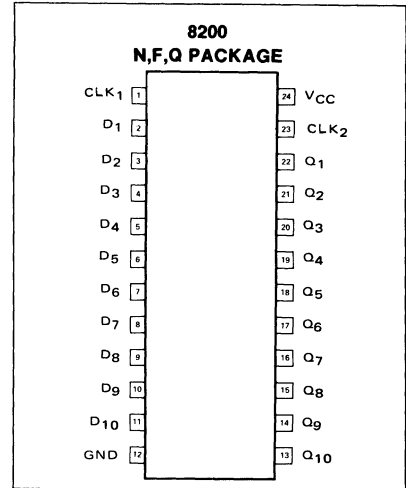 8200
N,F,Q PACKAGE
CLK1 1 24 VCC
D1 2 23 CLK2
D2 3 22 Q1
D3 4 21 Q2
D4 5 20 Q3
D5 6 19 Q4
D6 7 18 Q5
D7 8 17 Q6
D8 9 16 Q7
D9 10 15 Q8
D10 11 14 Q9
GND 12 13 Q10